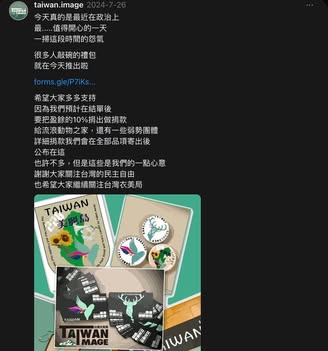 taiwan.image 2024-7-26
今天真的是最近在政治上
最.....值得開心的一天
一掃這段時間的怨氣
很多人敲碗的禮包
就在今天推出啦
forms.gle/P7iKs...
希望大家多多支持
因為我們預計在結單後
要把盈餘的10%捐出做捐款
給流浪動物之家，還有一些弱勢團體
詳細捐款我們會在全部品項寄出後
公布在這
也許不多，但是這些是我們的一點心意
謝謝大家關注台灣的民主自由
也希望大家繼續關注台灣衣美局
TAIWAN
TAIWAN
IMAGE